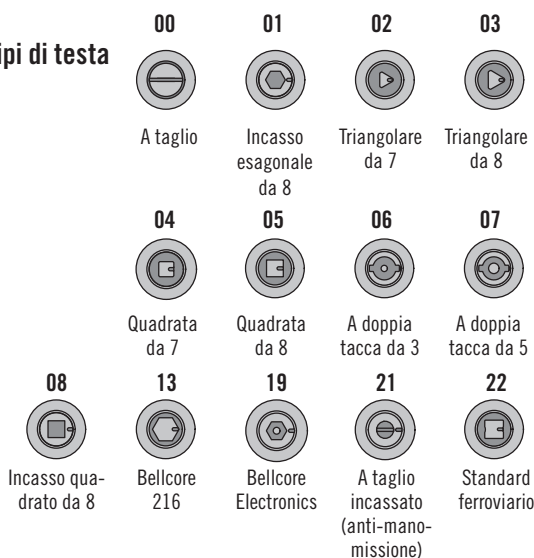 00 01 02 03
ipi di testa
A taglio Incasso Triangolare Triangolare
esagonale da 7 da 8
da 8
04 05 06 07
Quadrata Quadrata A doppia A doppia
da 7 da 8 tacca da 3 tacca da 5
08 13 19 21 22
Incasso qua- Bellcore Bellcore A taglio Standard
drato da 8 216 Electronics incassato ferroviario
(anti-mano-
missione)